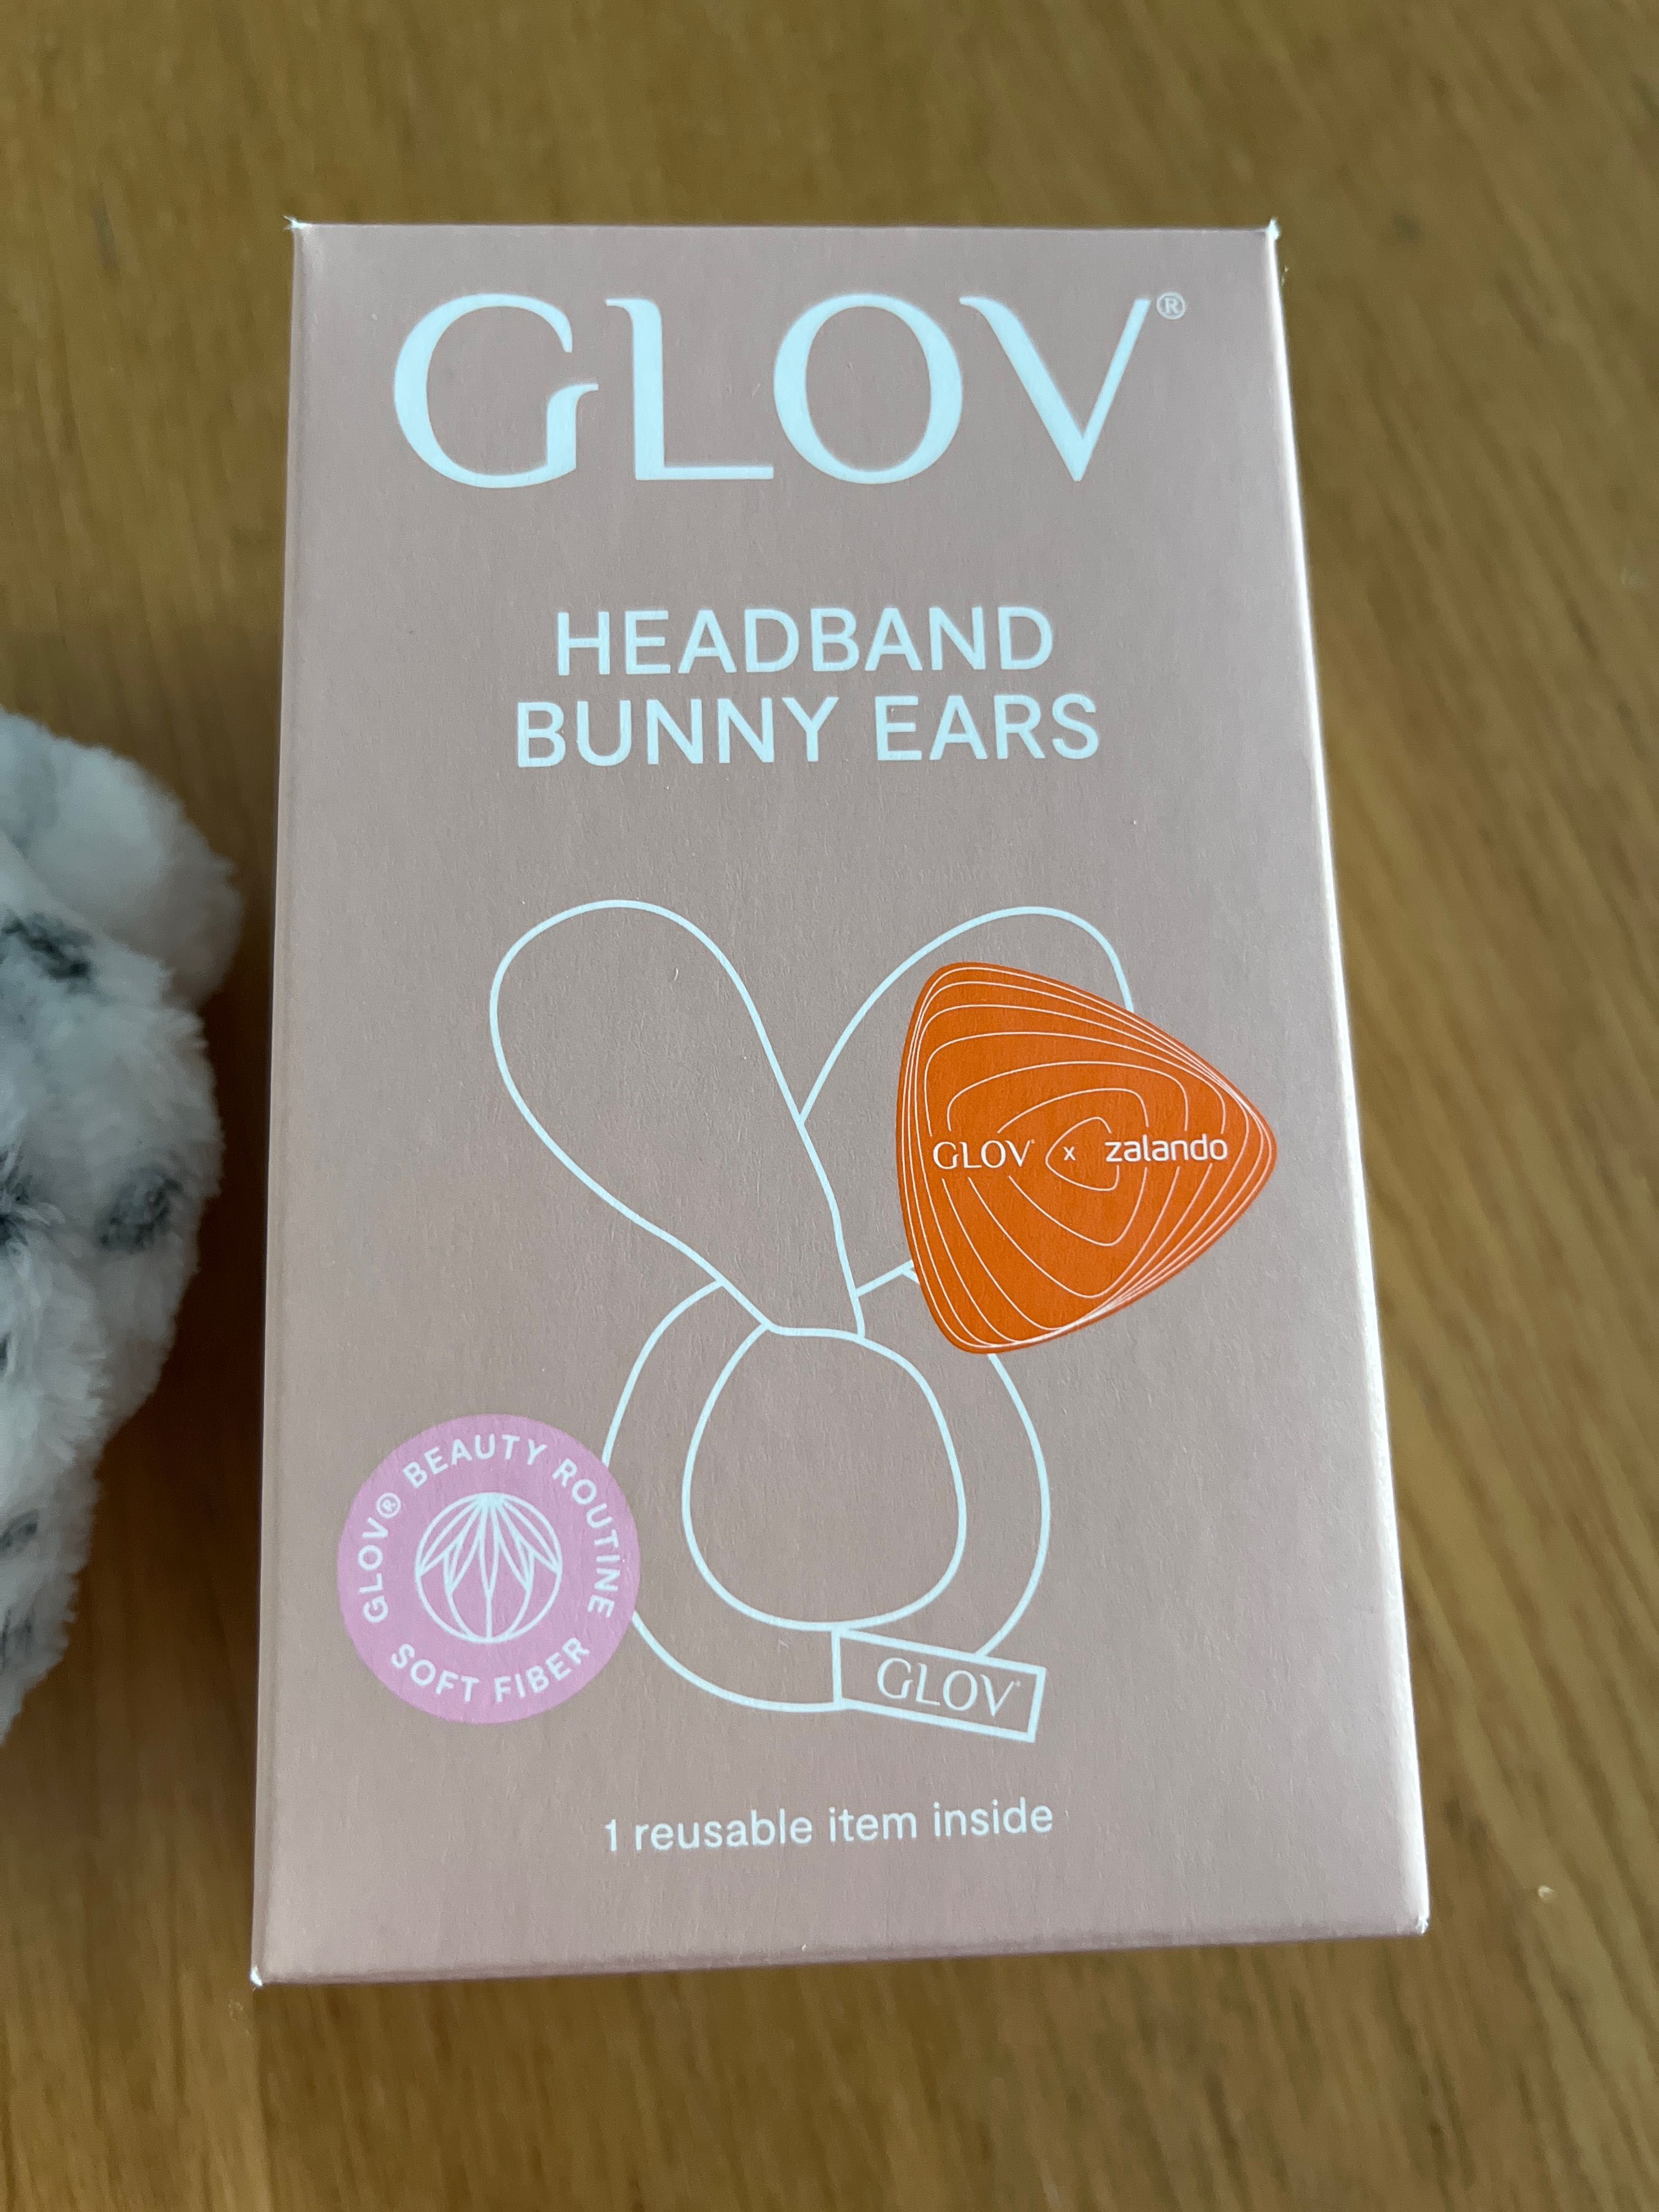 GLOV®
HEADBAND
BUNNY EARS
GLOV® x zalando
GLOV® BEAUTY ROUTINE
SOFT FIBER
GLOV®
1 reusable item inside